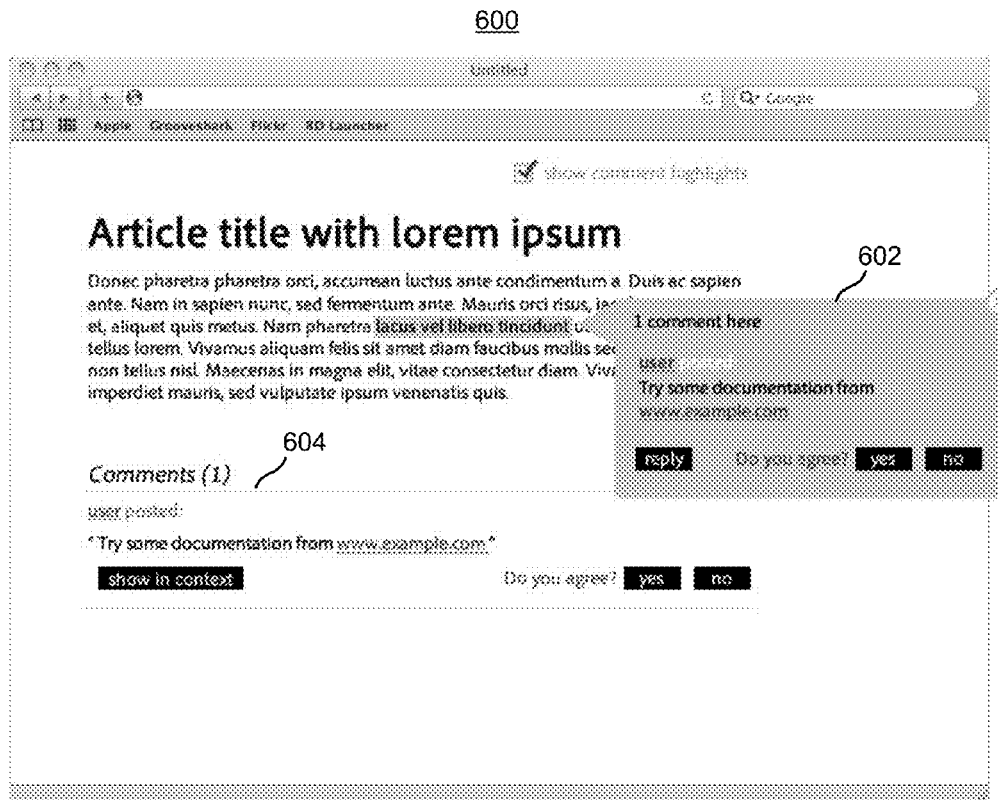 600
Untitled
Google
Apple Grooveshark Flickr BD Launcher
show comment highlights
Article title with lorem ipsum
602
Donec pharetra pharetra orci, accumsan luctus ante condimentum a. Duis ac sapien
ante. Nam in sapien nunc, sed fermentum ante. Mauris orci risus,
et, aliquet quis metus. Nam pharetra lacus vel libero tincidunt
tellus lorem. Vivamus aliquam felis sit amet diam faucibus mollis
non tellus nisl. Maecenas in magna elit, vitae consectetur diam.
imperdiet mauris, sed vulputate ipsum venenatis quis.
1 comment here
user
Try some documentation from
www.example.com
reply Do you agree? yes no
604
Comments (1)
user posted:
"Try some documentation from www.example.com"
show in context Do you agree? yes no